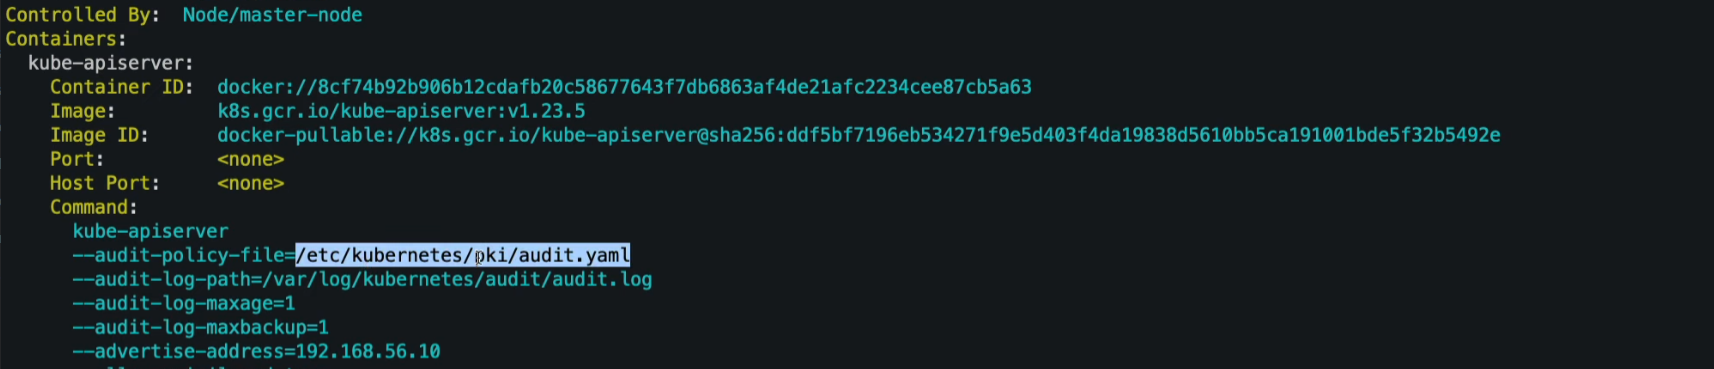 Controlled By:  Node/master-node
Containers:
  kube-apiserver:
    Container ID:  docker://8cf74b92b906b12cdafb20c58677643f7db6863af4de21afc2234cee87cb5a63
    Image:         k8s.gcr.io/kube-apiserver:v1.23.5
    Image ID:      docker-pullable://k8s.gcr.io/kube-apiserver@sha256:ddf5bf7196eb534271f9e5d403f4da19838d5610bb5ca191001bde5f32b5492e
    Port:          <none>
    Host Port:     <none>
    Command:
      kube-apiserver
      --audit-policy-file=/etc/kubernetes/pki/audit.yaml
      --audit-log-path=/var/log/kubernetes/audit/audit.log
      --audit-log-maxage=1
      --audit-log-maxbackup=1
      --advertise-address=192.168.56.10